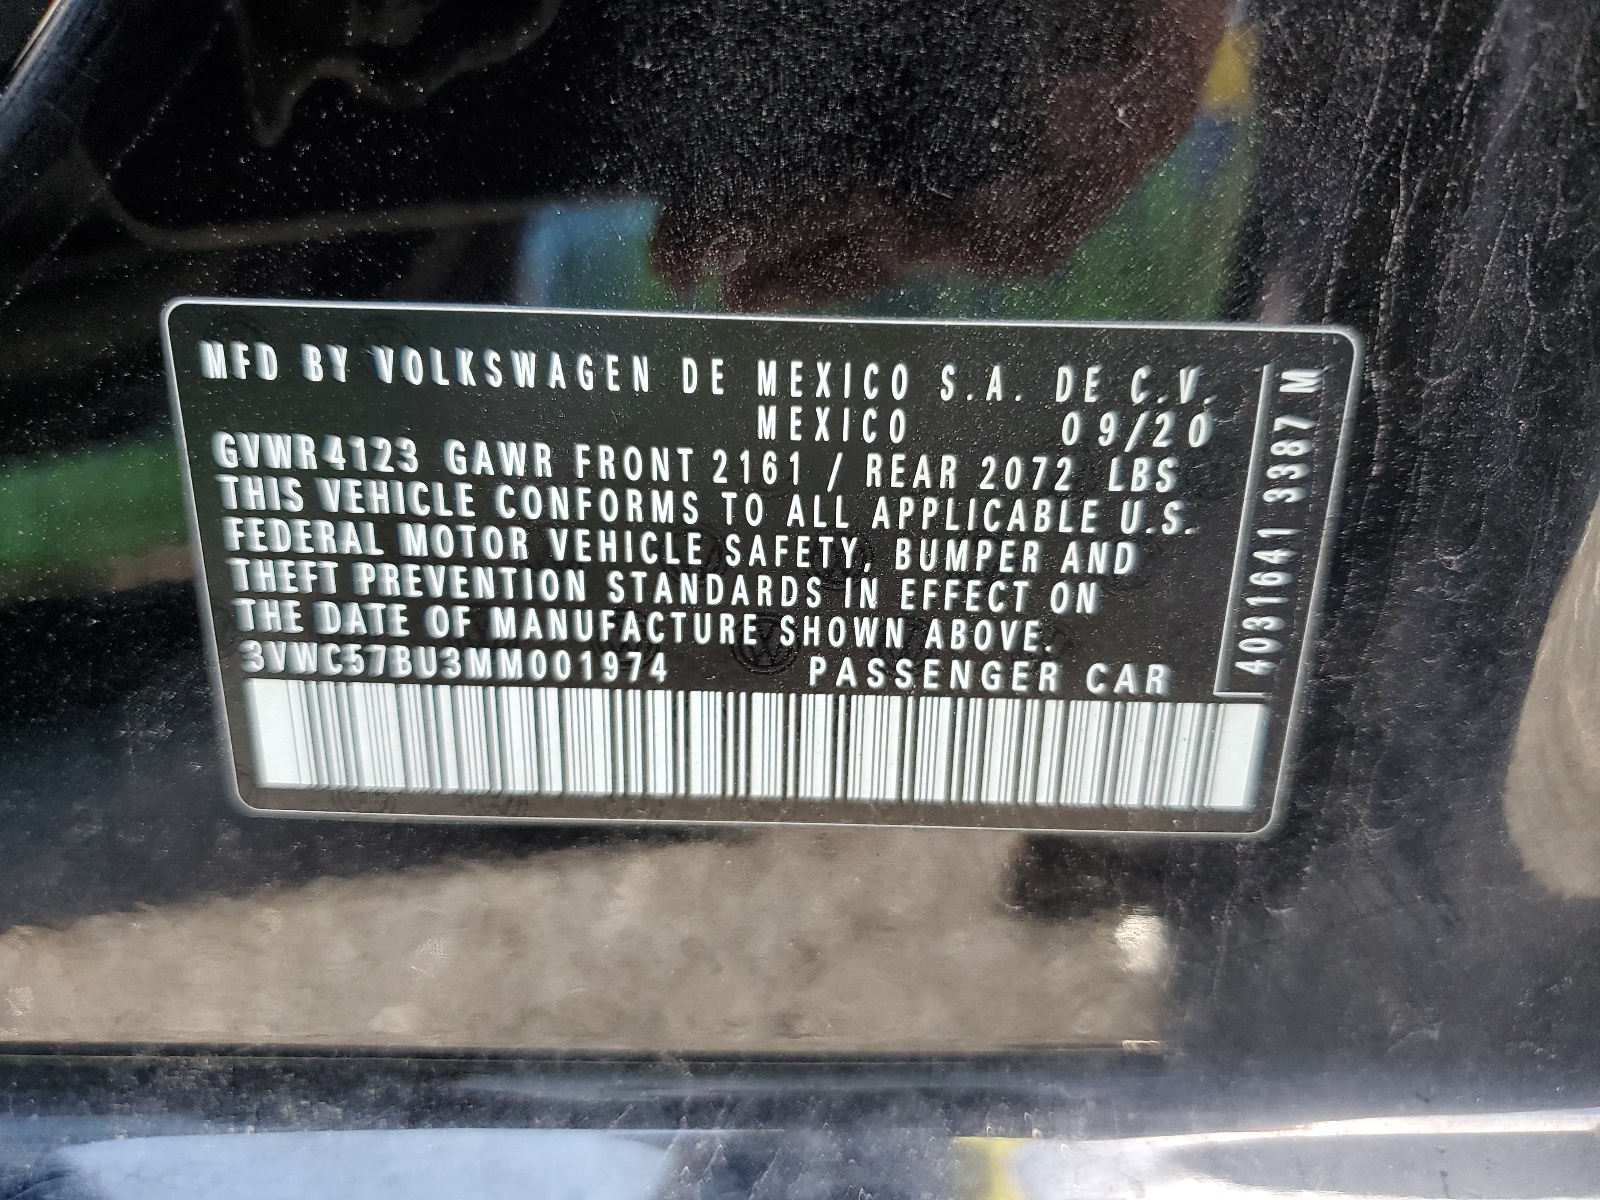 MFD BY VOLKSWAGEN DE MEXICO S.A. DE C.V.
MEXICO 09/20
GVWR4123 GAWR FRONT 2161 / REAR 2072 LBS
THIS VEHICLE CONFORMS TO ALL APPLICABLE U.S.
FEDERAL MOTOR VEHICLE SAFETY, BUMPER AND
THEFT PREVENTION STANDARDS IN EFFECT ON
THE DATE OF MANUFACTURE SHOWN ABOVE.
3VWC57BU3MM001974 PASSENGER CAR
4031641 3387 M